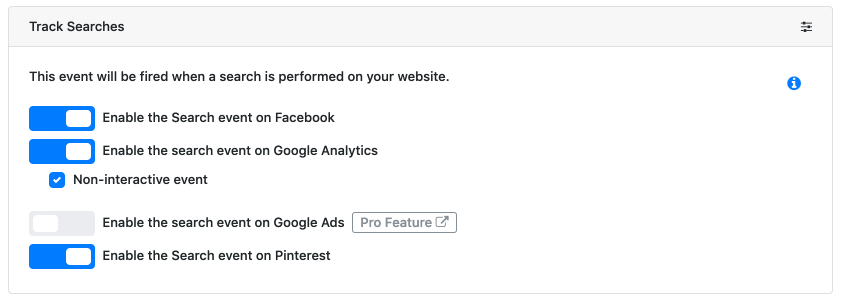 Track Searches
This event will be fired when a search is performed on your website.
Enable the Search event on Facebook
Enable the search event on Google Analytics
Non-interactive event
Enable the search event on Google Ads Pro Feature
Enable the Search event on Pinterest